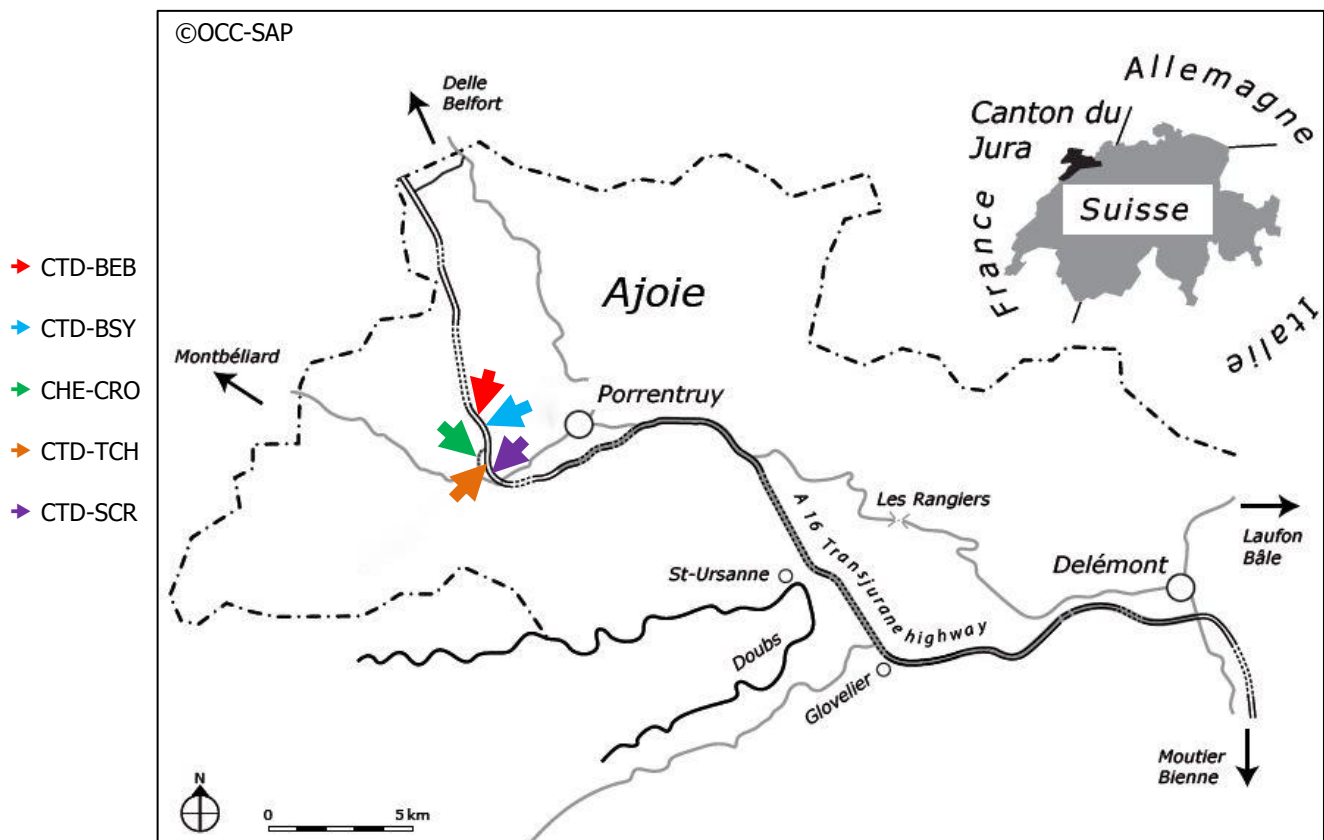 ©OCC-SAP
Delle
Belfort
Allemagne
Canton du
Jura
France
Suisse
Italie
CTD-BEB
CTD-BSY
CHE-CRO
CTD-TCH
CTD-SCR
Ajoie
Montbéliard
Porrentruy
Les Rangiers
A 16 Transjurane highway
Laufon
Bâle
St-Ursanne
Delémont
Doubs
Glovelier
Moutier
Bienne
N
0 5 km